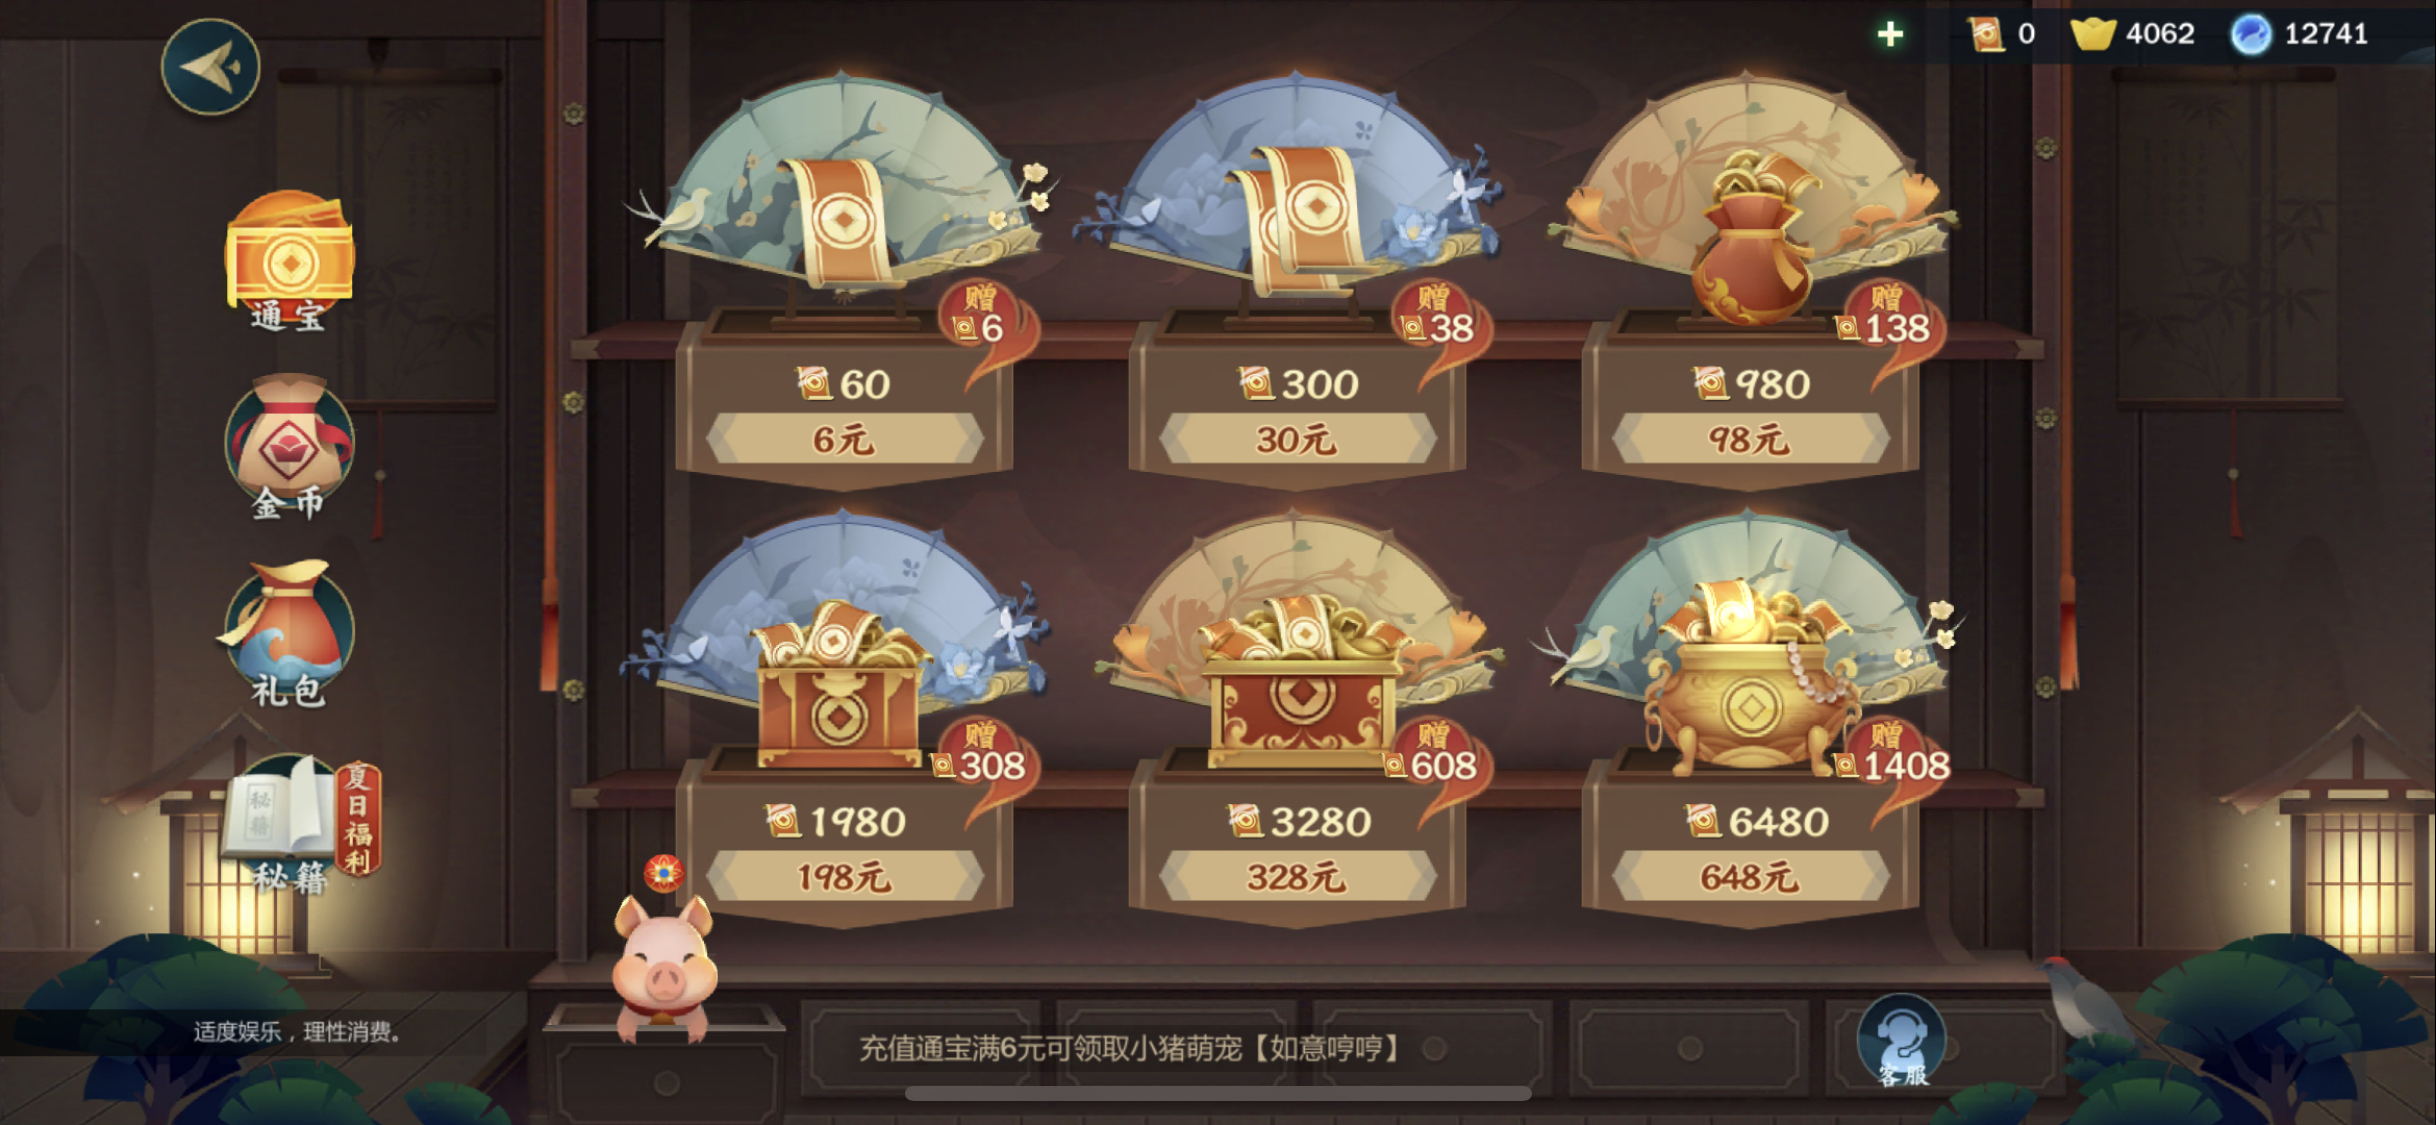 0 4062 12741
通宝
金币
礼包
秘籍
夏日福利
秘籍
赠
6
60
6元
赠
38
300
30元
赠
138
980
98元
赠
308
1980
198元
赠
608
3280
328元
赠
1408
6480
648元
适度娱乐，理性消费。
充值通宝满6元可领取小猪萌宠【如意哼哼】
客服